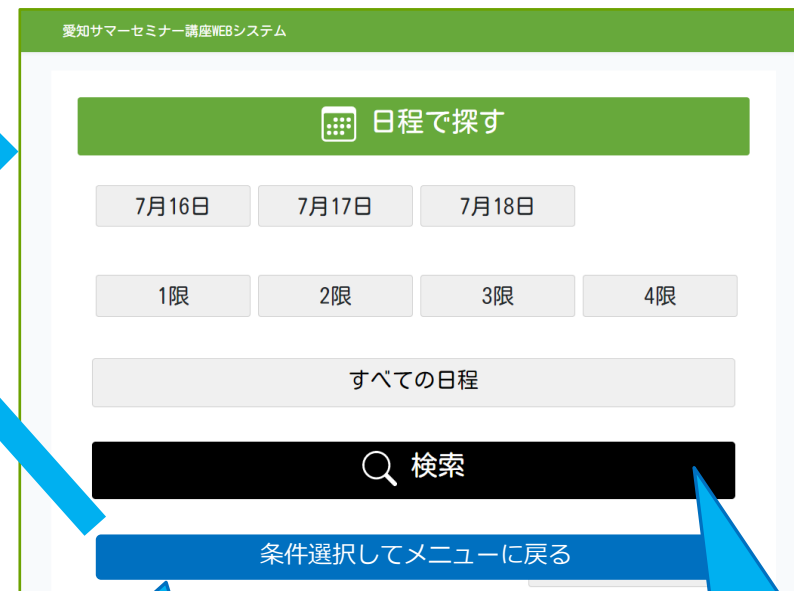 愛知サマーセミナー講座WEBシステム
日程で探す
7月16日 7月17日 7月18日
1限 2限 3限 4限
すべての日程
検索
条件選択してメニューに戻る